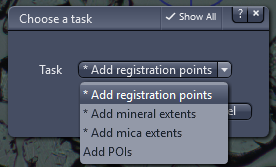 Choose a task ✓ Show All ? ×
Task * Add registration points
* Add registration points
* Add mineral extents
* Add mica extents
Add POIs